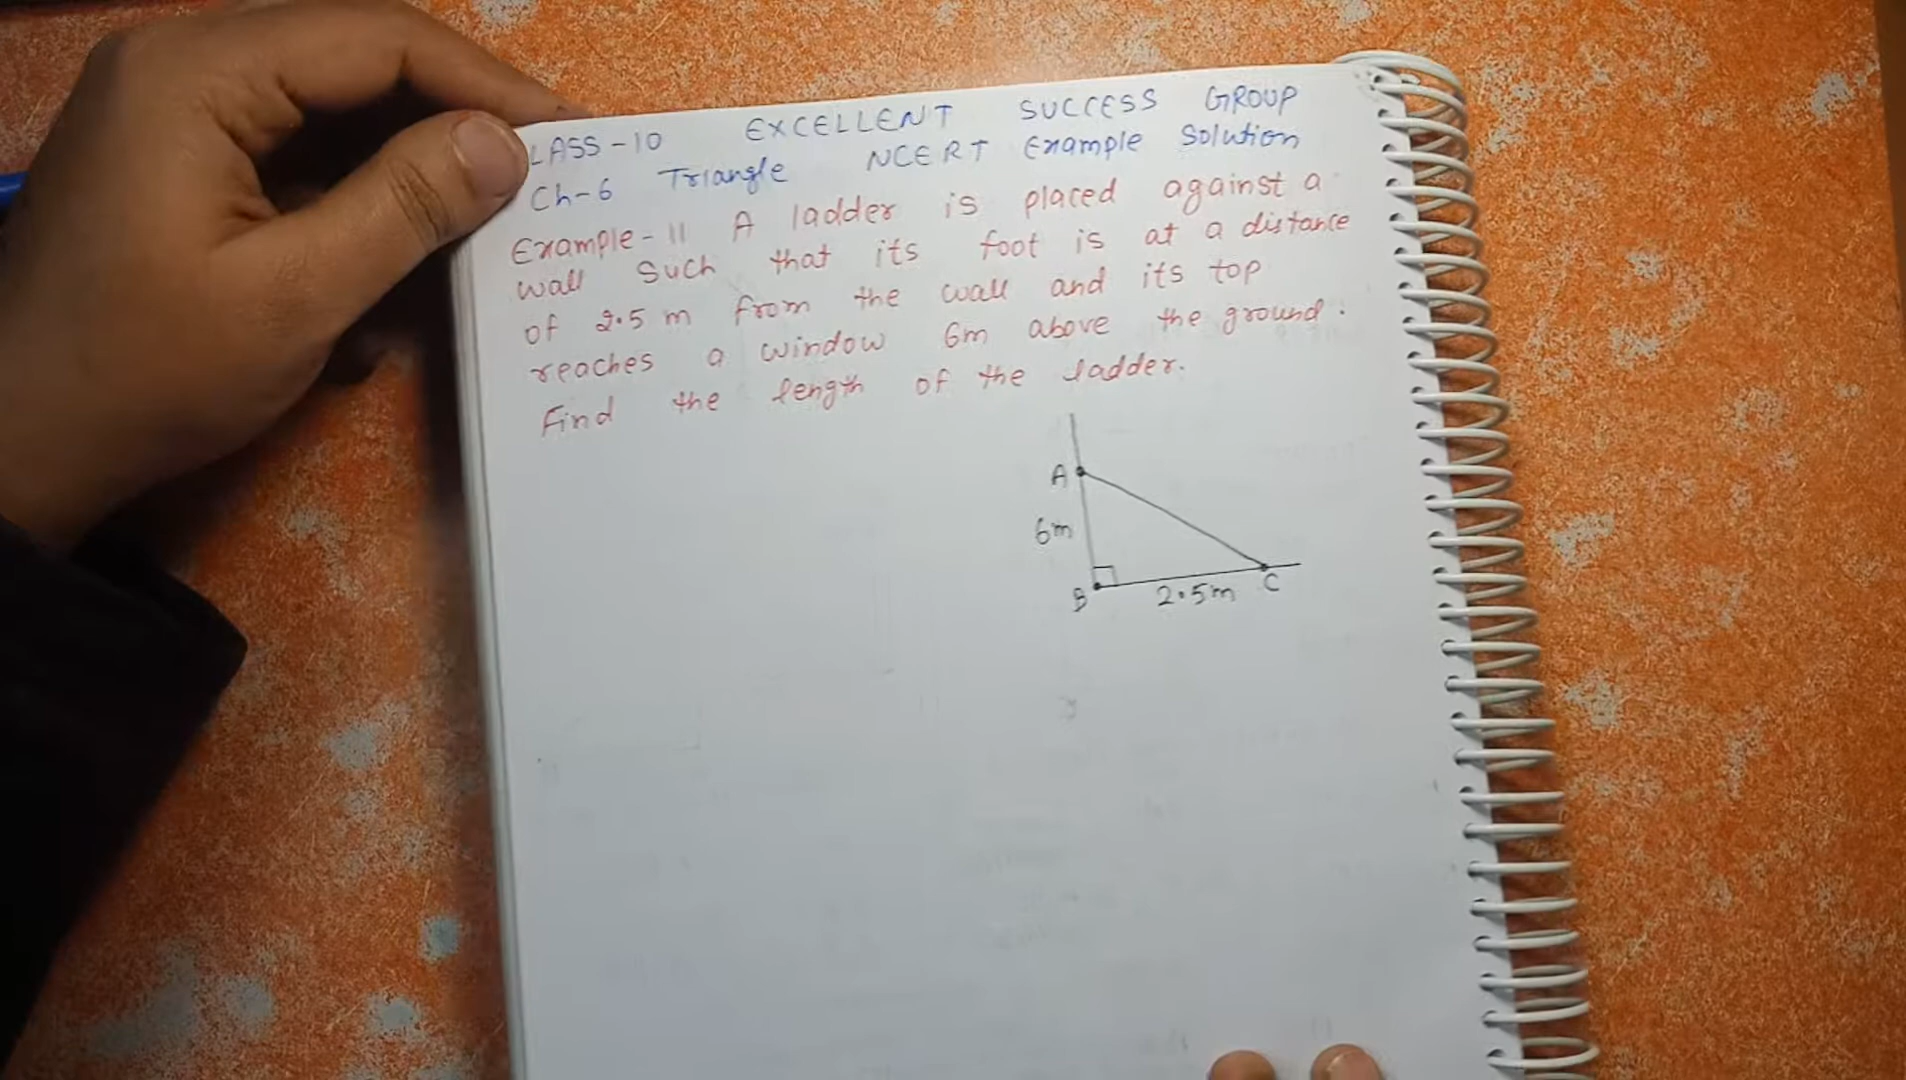 LASS-10 EXCELLENT SUCCESS GROUP
Ch-6 Triangle NCERT Example Solution
Example-11 A ladder is placed against a
wall Such that its foot is at a distance
of 2.5 m from the wall and its top
reaches a window 6m above the ground.
Find the length of the ladder.
A
6m
B 2.5m C